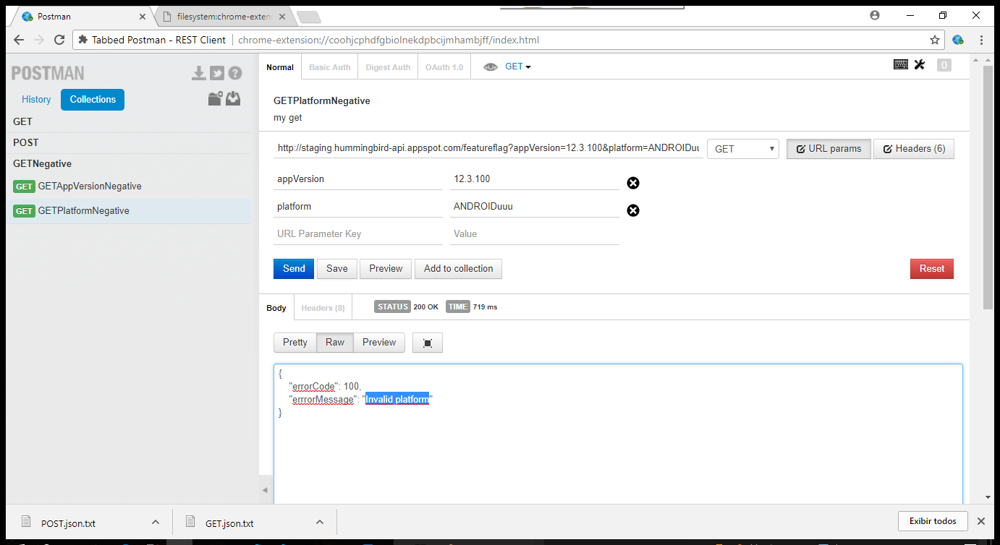 Postman
filesystem:chrome-exten
Tabbed Postman - REST Client
chrome-extension://coohjcphdfgbiolnekdpbcijmhambjff/index.html
POSTMAN
History
Collections
GET
POST
GETNegative
GET GETAppVersionNegative
GET GETPlatformNegative
Normal Basic Auth Digest Auth OAuth 1.0 GET 0
GETPlatformNegative
my get
http://staging.hummingbird-api.appspot.com/featureflag?appVersion=12.3.100&platform=ANDROIDuu GET URL params Headers (6)
appVersion 12.3.100
platform ANDROIDuuu
URL Parameter Key Value
Send Save Preview Add to collection Reset
Body Headers (8) STATUS 200 OK TIME 719 ms
Pretty Raw Preview
{
"errorCode": 100,
"errrorMessage": "Invalid platform"
}
POST.json.txt GET.json.txt Exibir todos